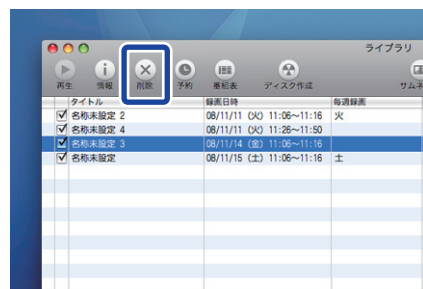 ライブラリ
再生 情報 削除 予約 番組表 ディスク作成 サムネ
タイトル 録画日時 毎週録画
名称未設定 2 08/11/11 (火) 11:06~11:16 火
名称未設定 4 08/11/11 (火) 11:26~11:50
名称未設定 3 08/11/14 (金) 11:06~11:16
名称未設定 08/11/15 (土) 11:06~11:16 土